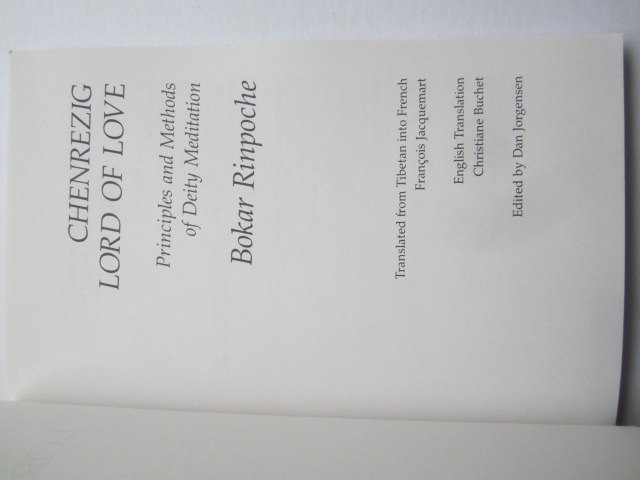 CHENREZIG
LORD OF LOVE
Principles and Methods
of Deity Meditation
Bokar Rinpoche
Translated from Tibetan into French
François Jacquemart
English Translation
Christiane Buchet
Edited by Dan Jorgensen